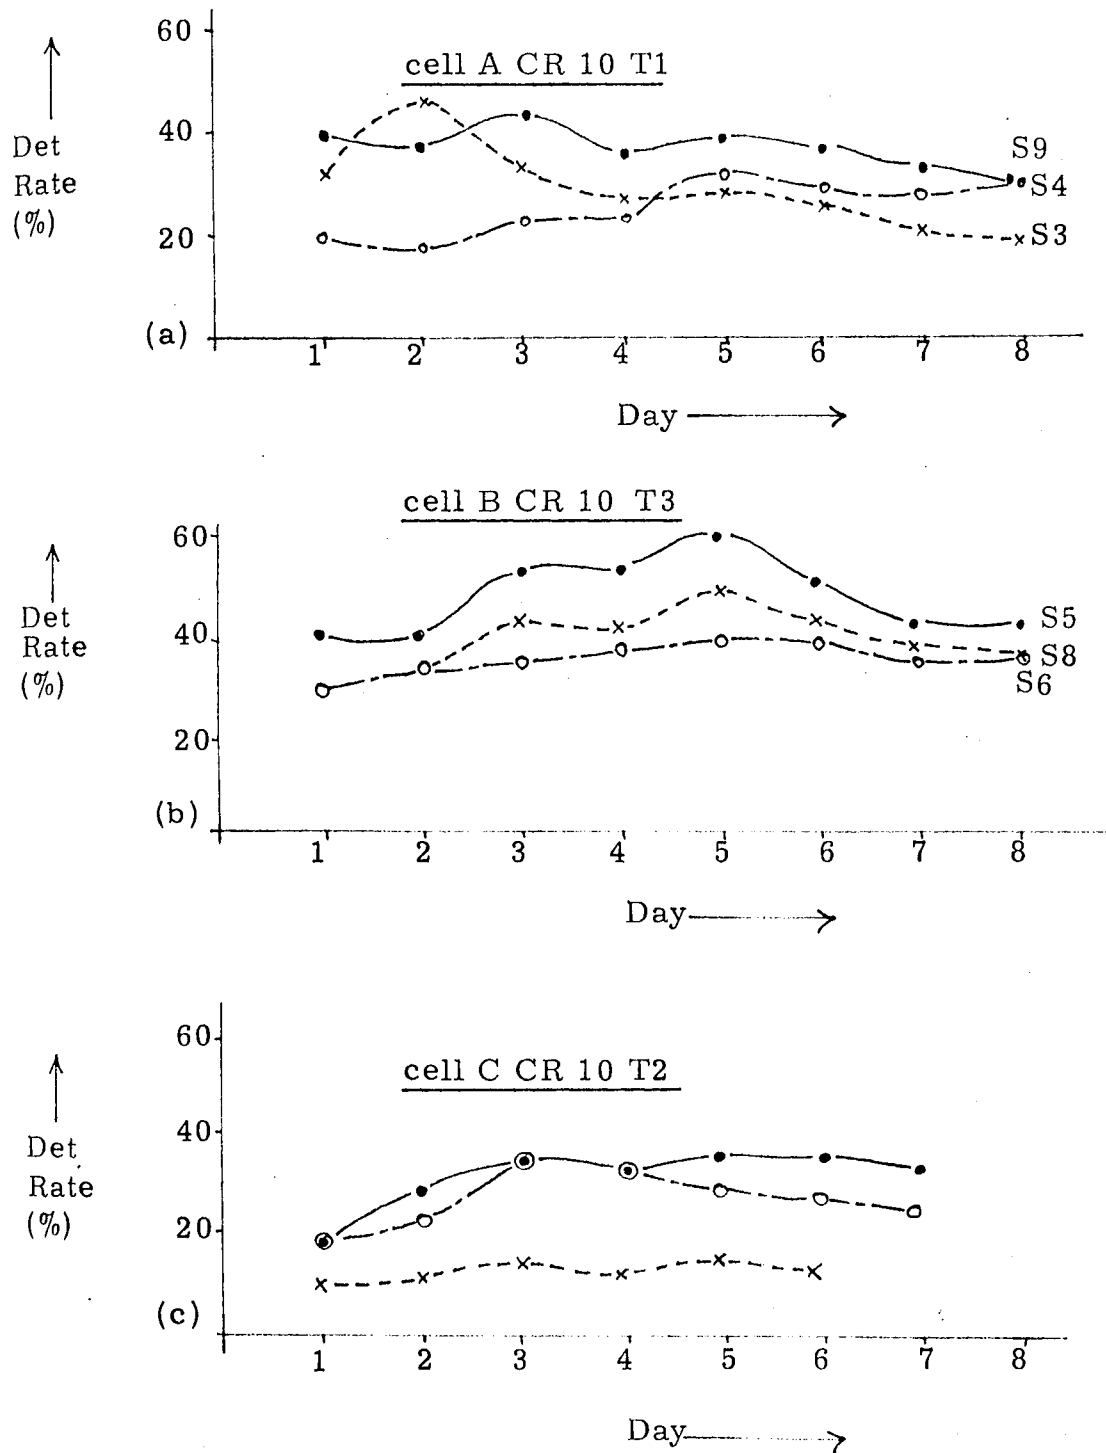 60
cell A CR 10 T1
Det
Rate
(%)
40
20
S9
S4
S3
(a)
1 2 3 4 5 6 7 8
Day
cell B CR 10 T3
60
Det
Rate
(%)
40
20
S5
S8
S6
(b)
1 2 3 4 5 6 7 8
Day
60
cell C CR 10 T2
40
Det
Rate
(%)
20
(c)
1 2 3 4 5 6 7 8
Day